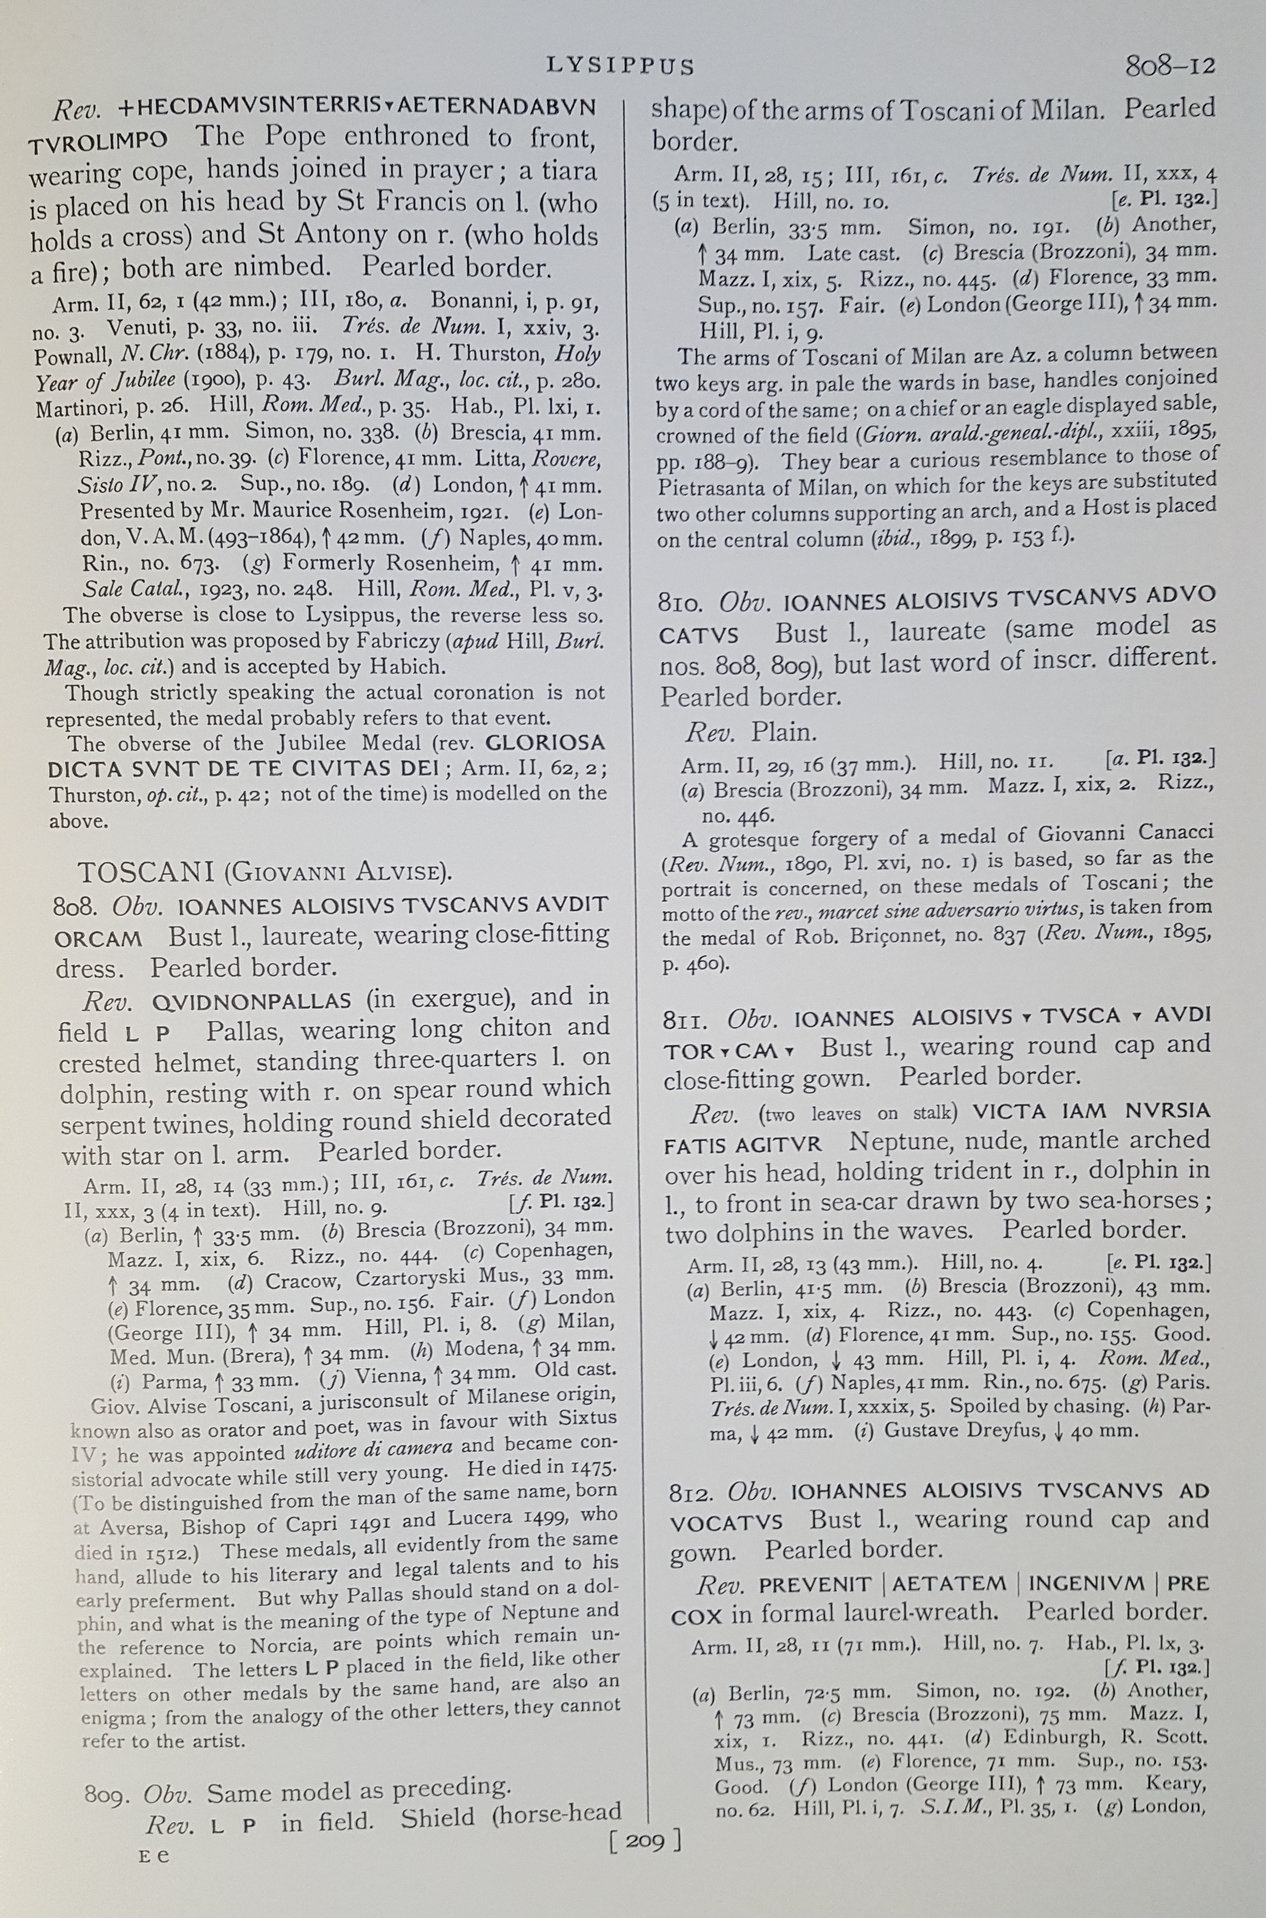 LYSIPPUS 808–12
Rev. +HECDAMVSINTERRIS▾AETERNADABVN
TVROLIMPO The Pope enthroned to front,
wearing cope, hands joined in prayer; a tiara
is placed on his head by St Francis on l. (who
holds a cross) and St Antony on r. (who holds
a fire); both are nimbed. Pearled border.
Arm. II, 62, 1 (42 mm.); III, 180, a. Bonanni, i, p. 91,
no. 3. Venuti, p. 33, no. iii. Trés. de Num. I, xxiv, 3.
Pownall, N. Chr. (1884), p. 179, no. 1. H. Thurston, Holy
Year of Jubilee (1900), p. 43. Burl. Mag., loc. cit., p. 280.
Martinori, p. 26. Hill, Rom. Med., p. 35. Hab., Pl. lxi, 1.
(a) Berlin, 41 mm. Simon, no. 338. (b) Brescia, 41 mm.
Rizz., Pont., no. 39. (c) Florence, 41 mm. Litta, Rovere,
Sisto IV, no. 2. Sup., no. 189. (d) London, ↑ 41 mm.
Presented by Mr. Maurice Rosenheim, 1921. (e) Lon-
don, V. A. M. (493–1864), ↑ 42 mm. (f) Naples, 40 mm.
Rin., no. 673. (g) Formerly Rosenheim, ↑ 41 mm.
Sale Catal., 1923, no. 248. Hill, Rom. Med., Pl. v, 3.
The obverse is close to Lysippus, the reverse less so.
The attribution was proposed by Fabriczy (apud Hill, Burl.
Mag., loc. cit.) and is accepted by Habich.
Though strictly speaking the actual coronation is not
represented, the medal probably refers to that event.
The obverse of the Jubilee Medal (rev. GLORIOSA
DICTA SVNT DE TE CIVITAS DEI; Arm. II, 62, 2;
Thurston, op. cit., p. 42; not of the time) is modelled on the
above.
TOSCANI (Giovanni Alvise).
808. Obv. IOANNES ALOISIVS TVSCANVS AVDIT
ORCAM Bust l., laureate, wearing close-fitting
dress. Pearled border.
Rev. QVIDNONPALLAS (in exergue), and in
field L P Pallas, wearing long chiton and
crested helmet, standing three-quarters l. on
dolphin, resting with r. on spear round which
serpent twines, holding round shield decorated
with star on l. arm. Pearled border.
Arm. II, 28, 14 (33 mm.); III, 161, c. Trés. de Num.
II, xxx, 3 (4 in text). Hill, no. 9. [f. Pl. 132.]
(a) Berlin, ↑ 33·5 mm. (b) Brescia (Brozzoni), 34 mm.
Mazz. I, xix, 6. Rizz., no. 444. (c) Copenhagen,
↑ 34 mm. (d) Cracow, Czartoryski Mus., 33 mm.
(e) Florence, 35 mm. Sup., no. 156. Fair. (f) London
(George III), ↑ 34 mm. Hill, Pl. i, 8. (g) Milan,
Med. Mun. (Brera), ↑ 34 mm. (h) Modena, ↑ 34 mm.
(i) Parma, ↑ 33 mm. (j) Vienna, ↑ 34 mm. Old cast.
Giov. Alvise Toscani, a jurisconsult of Milanese origin,
known also as orator and poet, was in favour with Sixtus
IV; he was appointed uditore di camera and became con-
sistorial advocate while still very young. He died in 1475.
(To be distinguished from the man of the same name, born
at Aversa, Bishop of Capri 1491 and Lucera 1499, who
died in 1512.) These medals, all evidently from the same
hand, allude to his literary and legal talents and to his
early preferment. But why Pallas should stand on a dol-
phin, and what is the meaning of the type of Neptune and
the reference to Norcia, are points which remain un-
explained. The letters L P placed in the field, like other
letters on other medals by the same hand, are also an
enigma; from the analogy of the other letters, they cannot
refer to the artist.
809. Obv. Same model as preceding.
Rev. L P in field. Shield (horse-head
E e
shape) of the arms of Toscani of Milan. Pearled
border.
Arm. II, 28, 15; III, 161, c. Trés. de Num. II, xxx, 4
(5 in text). Hill, no. 10. [e. Pl. 132.]
(a) Berlin, 33·5 mm. Simon, no. 191. (b) Another,
↑ 34 mm. Late cast. (c) Brescia (Brozzoni), 34 mm.
Mazz. I, xix, 5. Rizz., no. 445. (d) Florence, 33 mm.
Sup., no. 157. Fair. (e) London (George III), ↑ 34 mm.
Hill, Pl. i, 9.
The arms of Toscani of Milan are Az. a column between
two keys arg. in pale the wards in base, handles conjoined
by a cord of the same; on a chief or an eagle displayed sable,
crowned of the field (Giorn. arald.-geneal.-dipl., xxiii, 1895,
pp. 188–9). They bear a curious resemblance to those of
Pietrasanta of Milan, on which for the keys are substituted
two other columns supporting an arch, and a Host is placed
on the central column (ibid., 1899, p. 153 f.).
810. Obv. IOANNES ALOISIVS TVSCANVS ADVO
CATVS Bust l., laureate (same model as
nos. 808, 809), but last word of inscr. different.
Pearled border.
Rev. Plain.
Arm. II, 29, 16 (37 mm.). Hill, no. 11. [a. Pl. 132.]
(a) Brescia (Brozzoni), 34 mm. Mazz. I, xix, 2. Rizz.,
no. 446.
A grotesque forgery of a medal of Giovanni Canacci
(Rev. Num., 1890, Pl. xvi, no. 1) is based, so far as the
portrait is concerned, on these medals of Toscani; the
motto of the rev., marcet sine adversario virtus, is taken from
the medal of Rob. Briçonnet, no. 837 (Rev. Num., 1895,
p. 460).
811. Obv. IOANNES ALOISIVS ▾ TVSCA ▾ AVDI
TOR ▾ CAM ▾ Bust l., wearing round cap and
close-fitting gown. Pearled border.
Rev. (two leaves on stalk) VICTA IAM NVRSIA
FATIS AGITVR Neptune, nude, mantle arched
over his head, holding trident in r., dolphin in
l., to front in sea-car drawn by two sea-horses;
two dolphins in the waves. Pearled border.
Arm. II, 28, 13 (43 mm.). Hill, no. 4. [e. Pl. 132.]
(a) Berlin, 41·5 mm. (b) Brescia (Brozzoni), 43 mm.
Mazz. I, xix, 4. Rizz., no. 443. (c) Copenhagen,
↓ 42 mm. (d) Florence, 41 mm. Sup., no. 155. Good.
(e) London, ↓ 43 mm. Hill, Pl. i, 4. Rom. Med.,
Pl. iii, 6. (f) Naples, 41 mm. Rin., no. 675. (g) Paris.
Trés. de Num. I, xxxix, 5. Spoiled by chasing. (h) Par-
ma, ↓ 42 mm. (i) Gustave Dreyfus, ↓ 40 mm.
812. Obv. IOHANNES ALOISIVS TVSCANVS AD
VOCATVS Bust l., wearing round cap and
gown. Pearled border.
Rev. PREVENIT | AETATEM | INGENIVM | PRE
COX in formal laurel-wreath. Pearled border.
Arm. II, 28, 11 (71 mm.). Hill, no. 7. Hab., Pl. lx, 3.
[f. Pl. 132.]
(a) Berlin, 72·5 mm. Simon, no. 192. (b) Another,
↑ 73 mm. (c) Brescia (Brozzoni), 75 mm. Mazz. I,
xix, 1. Rizz., no. 441. (d) Edinburgh, R. Scott.
Mus., 73 mm. (e) Florence, 71 mm. Sup., no. 153.
Good. (f) London (George III), ↑ 73 mm. Keary,
no. 62. Hill, Pl. i, 7. S.I.M., Pl. 35, 1. (g) London,
[ 209 ]